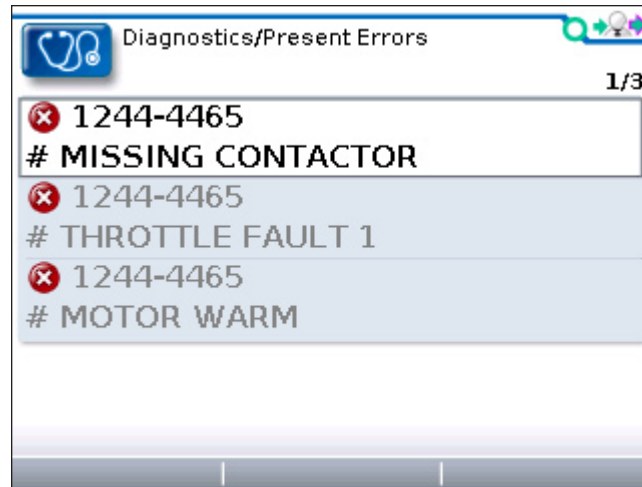 Diagnostics/Present Errors
1/3
1244-4465
# MISSING CONTACTOR
1244-4465
# THROTTLE FAULT 1
1244-4465
# MOTOR WARM